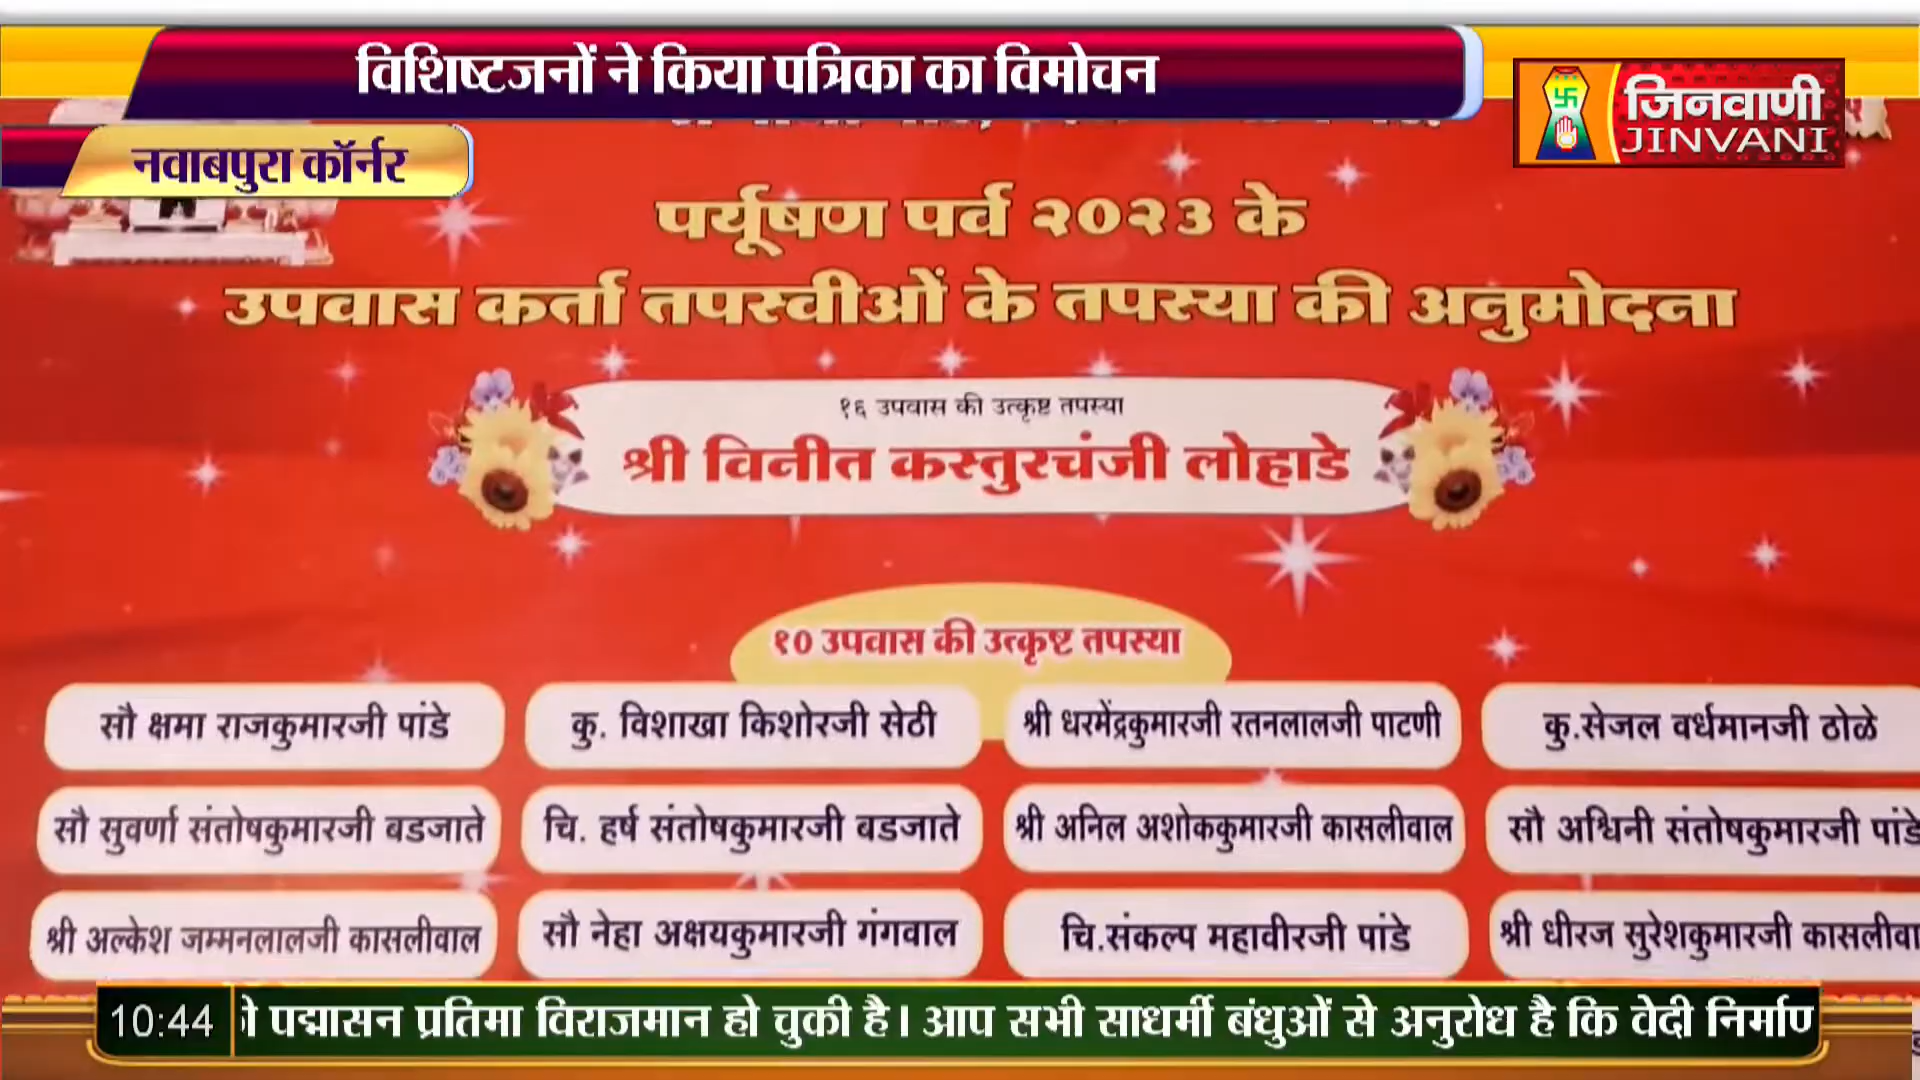 विशिष्टजनों ने किया पत्रिका का विमोचन
जिनवाणी
JINVANI
नवाबपुरा कॉर्नर
पर्यूषण पर्व २०२३ के
उपवास कर्ता तपस्वीओं के तपस्या की अनुमोदना
१६ उपवास की उत्कृष्ट तपस्या
श्री विनीत कस्तुरचंजी लोहाडे
१० उपवास की उत्कृष्ट तपस्या
सौ क्षमा राजकुमारजी पांडे कु. विशाखा किशोरजी सेठी श्री धरमेंद्रकुमारजी रतनलालजी पाटणी कु.सेजल वर्धमानजी ठोळे
सौ सुवर्णा संतोषकुमारजी बडजाते चि. हर्ष संतोषकुमारजी बडजाते श्री अनिल अशोककुमारजी कासलीवाल सौ अश्विनी संतोषकुमारजी पांडे
श्री अल्केश जम्मनलालजी कासलीवाल सौ नेहा अक्षयकुमारजी गंगवाल चि.संकल्प महावीरजी पांडे श्री धीरज सुरेशकुमारजी
10:44 पद्मासन प्रतिमा विराजमान हो चुकी है। आप सभी साधर्मी बंधुओं से अनुरोध है कि वेदी निर्माण